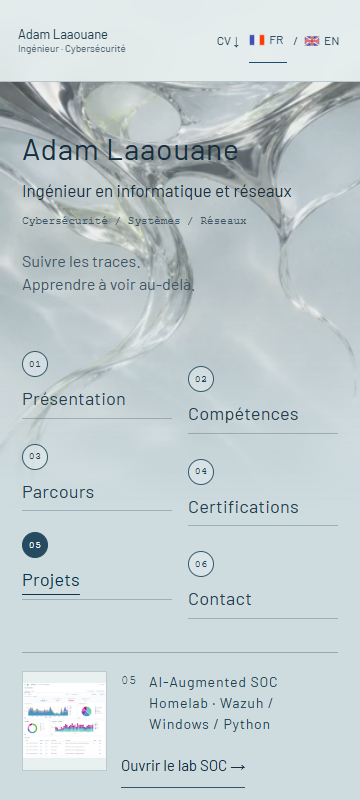 Adam Laaouane
Ingénieur · Cybersécurité
CV ↓ FR / EN
Adam Laaouane
Ingénieur en informatique et réseaux
Cybersécurité / Systèmes / Réseaux
Suivre les traces.
Apprendre à voir au-delà.
01
Présentation
02
Compétences
03
Parcours
04
Certifications
05
Projets
06
Contact
05 AI-Augmented SOC
Homelab · Wazuh /
Windows / Python
Ouvrir le lab SOC →